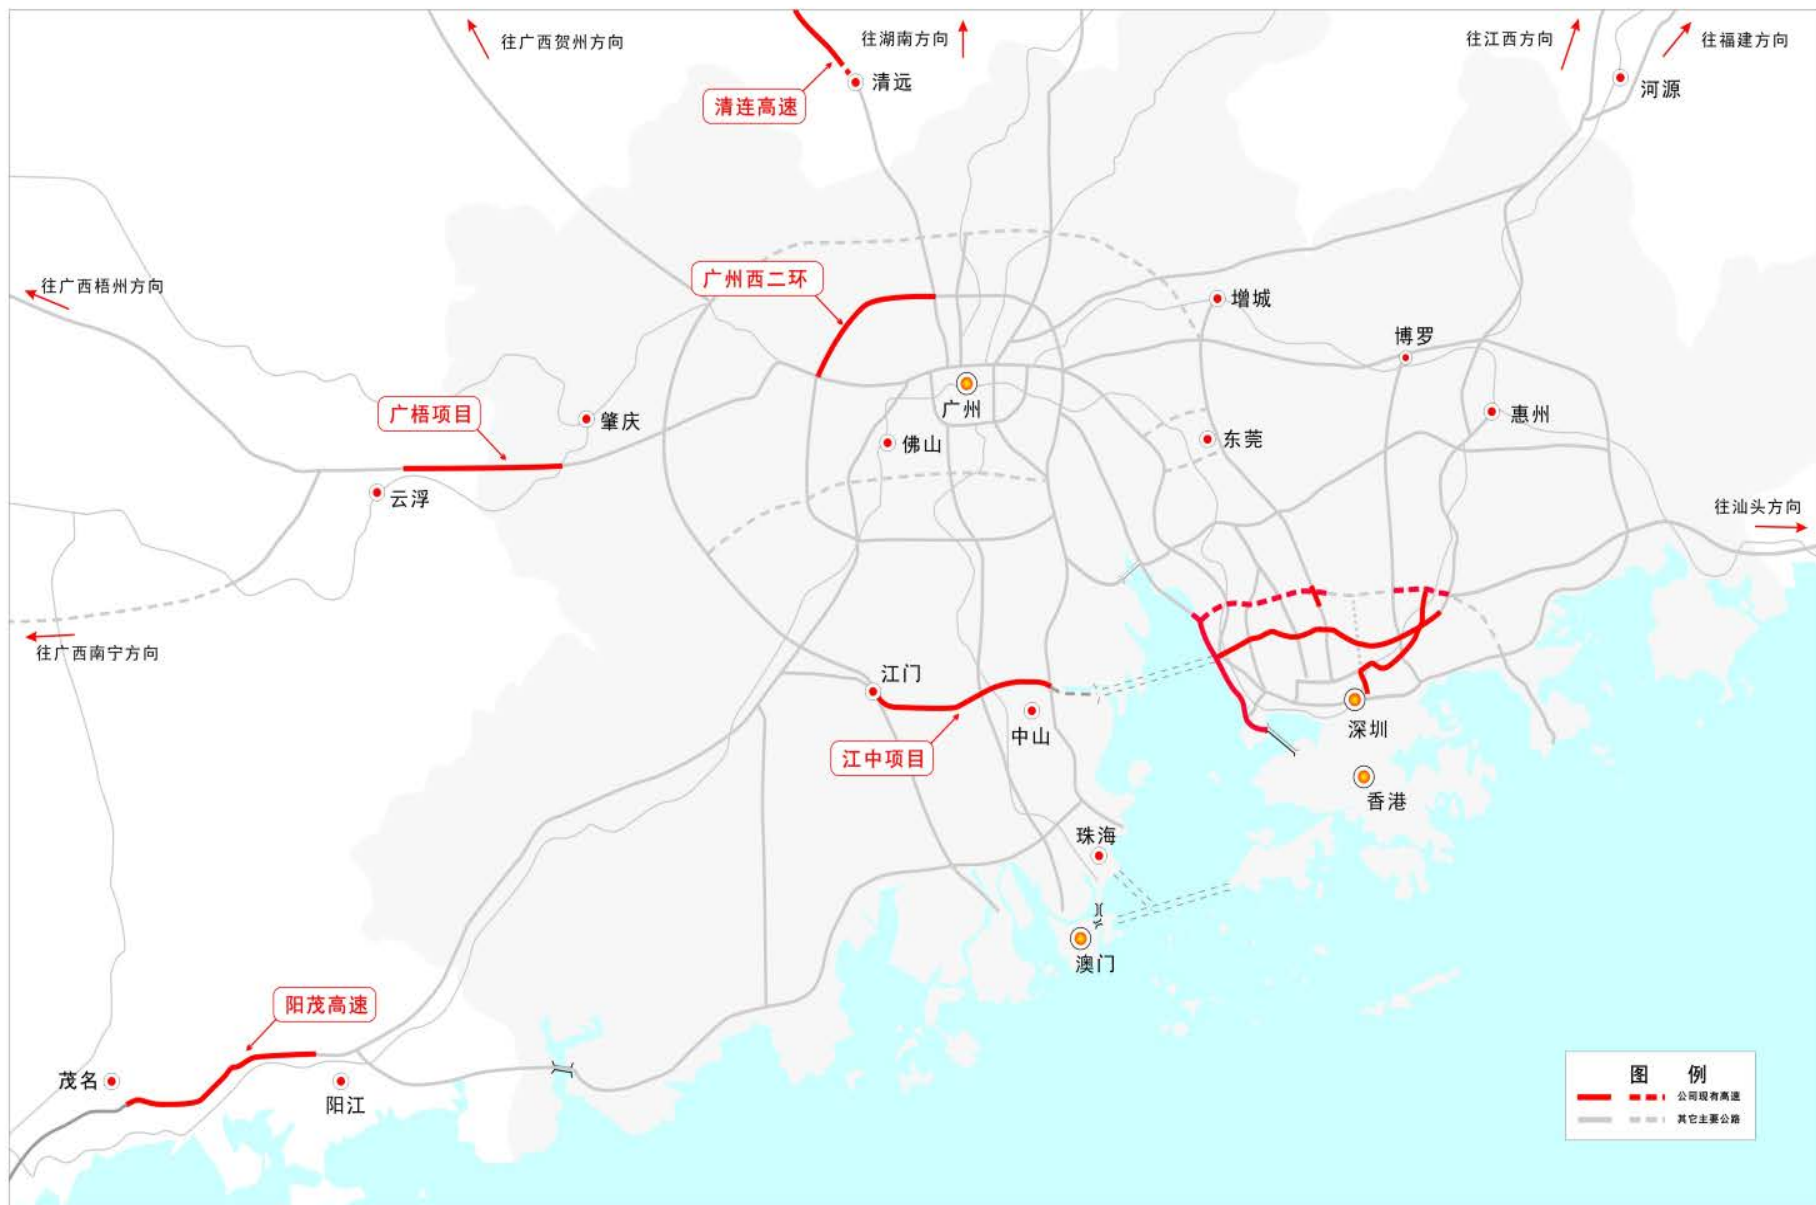 往广西贺州方向
往湖南方向
往江西方向
往福建方向
清远
河源
清连高速
广州西二环
往广西梧州方向
增城
博罗
广州
广梧项目
肇庆
惠州
佛山
东莞
云浮
往汕头方向
往广西南宁方向
江门
中山
深圳
江中项目
香港
珠海
澳门
阳茂高速
茂名
阳江
图 例
公司现有高速
其它主要公路